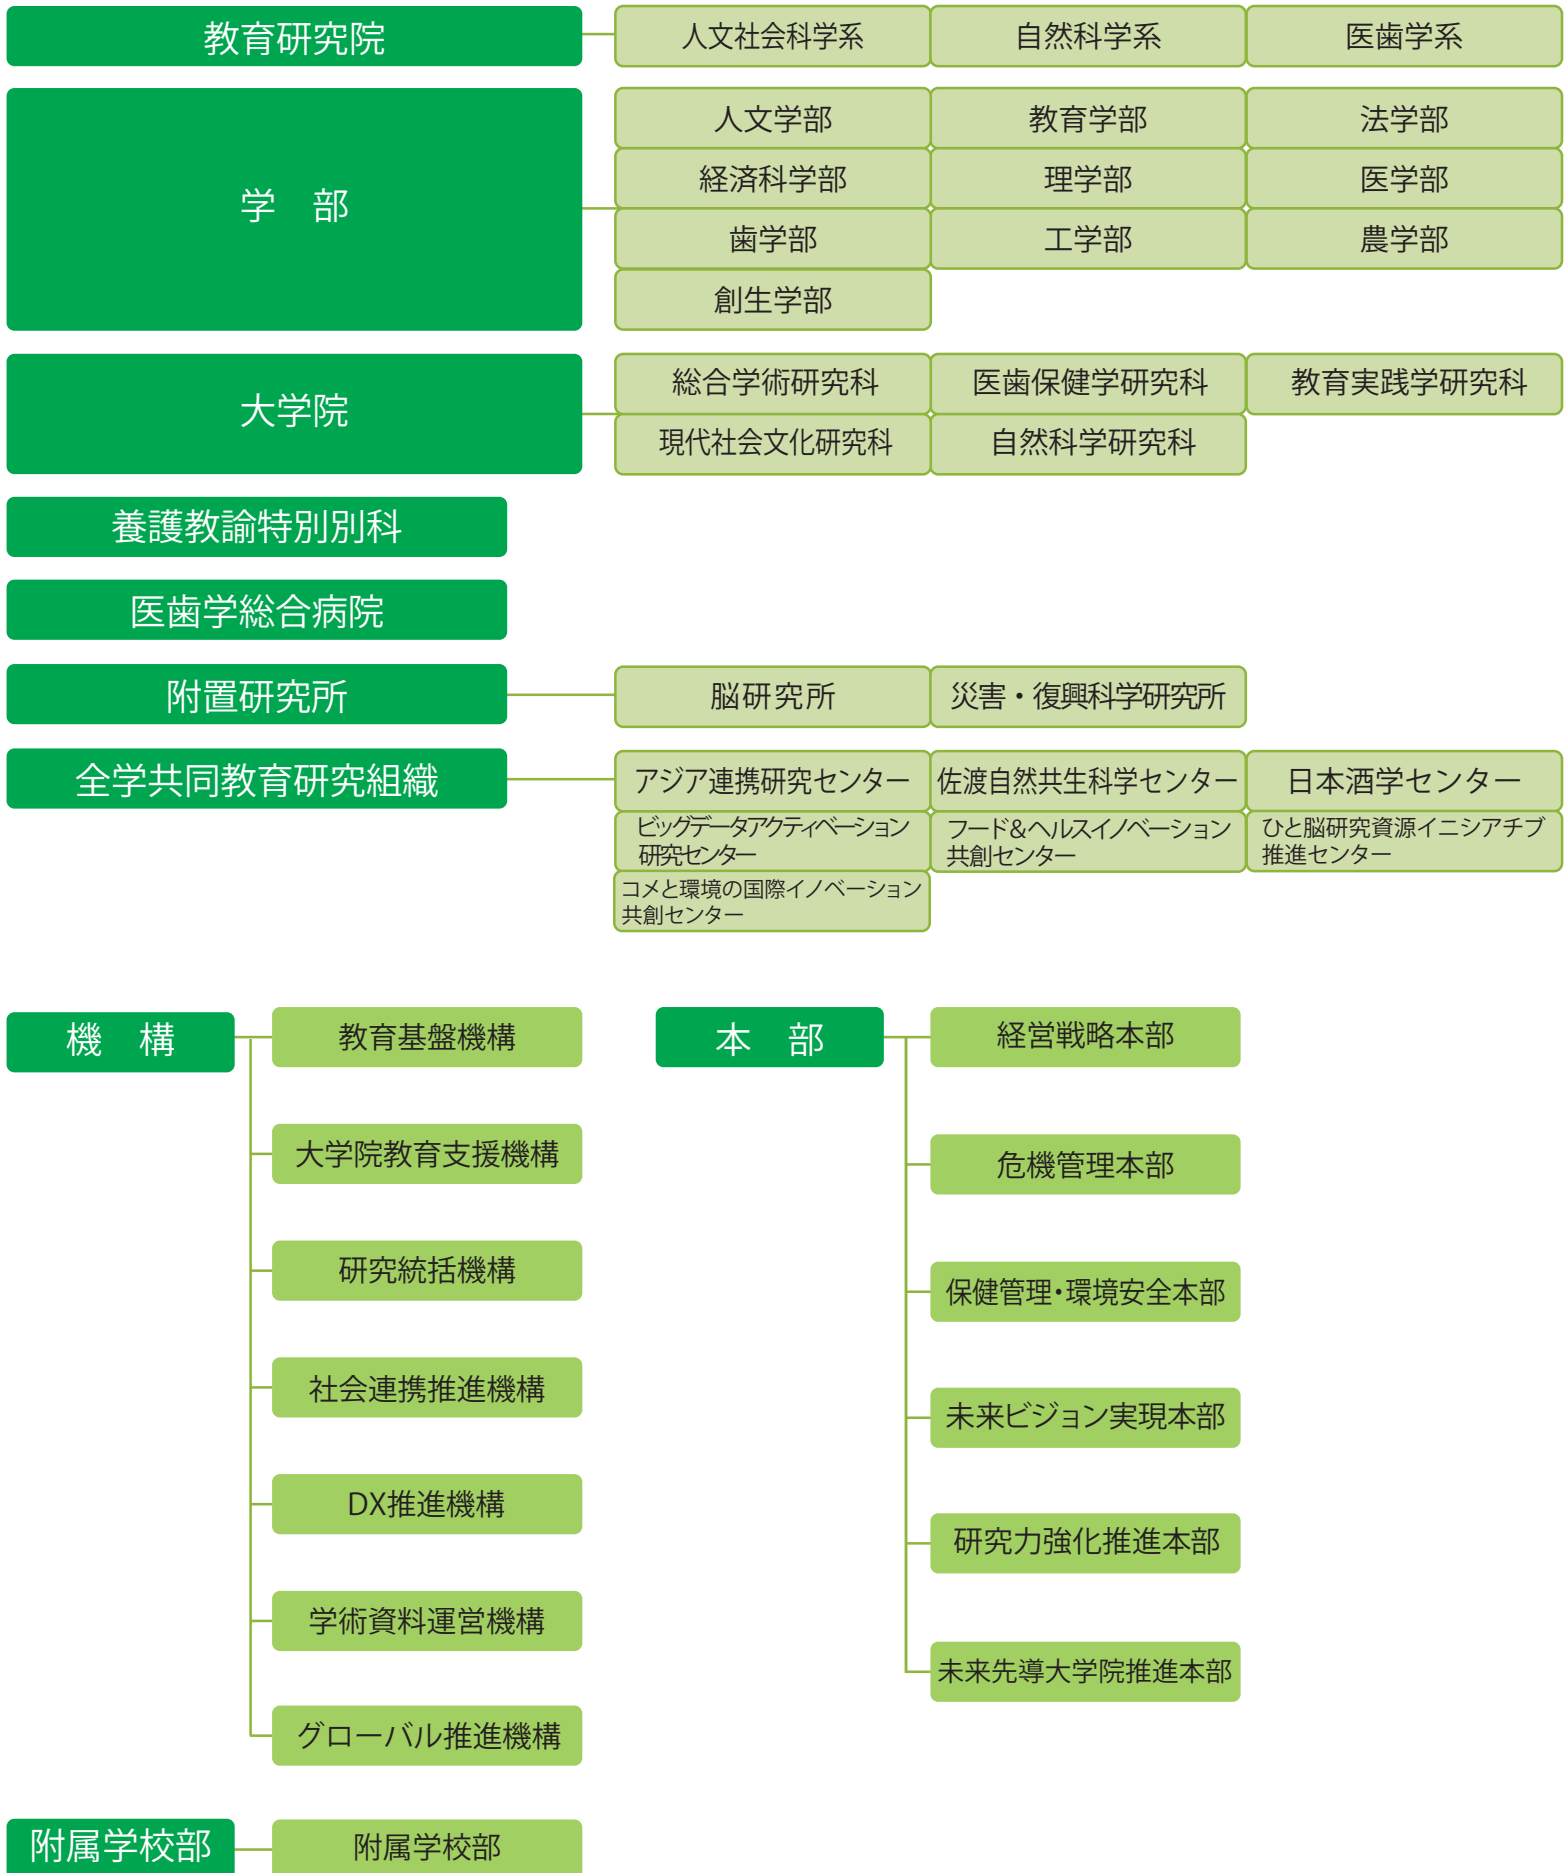 教育研究院
人文社会科学系
自然科学系
医歯学系
学　部
人文学部
教育学部
法学部
経済科学部
理学部
医学部
歯学部
工学部
農学部
創生学部
大学院
総合学術研究科
医歯保健学研究科
教育実践学研究科
現代社会文化研究科
自然科学研究科
養護教諭特別別科
医歯学総合病院
附置研究所
脳研究所
災害・復興科学研究所
全学共同教育研究組織
アジア連携研究センター
佐渡自然共生科学センター
日本酒学センター
ビッグデータアクティベーション
研究センター
フード&ヘルスイノベーション
共創センター
ひと脳研究資源イニシアチブ
推進センター
コメと環境の国際イノベーション
共創センター
機　構
教育基盤機構
大学院教育支援機構
研究統括機構
社会連携推進機構
DX推進機構
学術資料運営機構
グローバル推進機構
本　部
経営戦略本部
危機管理本部
保健管理・環境安全本部
未来ビジョン実現本部
研究力強化推進本部
未来先導大学院推進本部
附属学校部
附属学校部